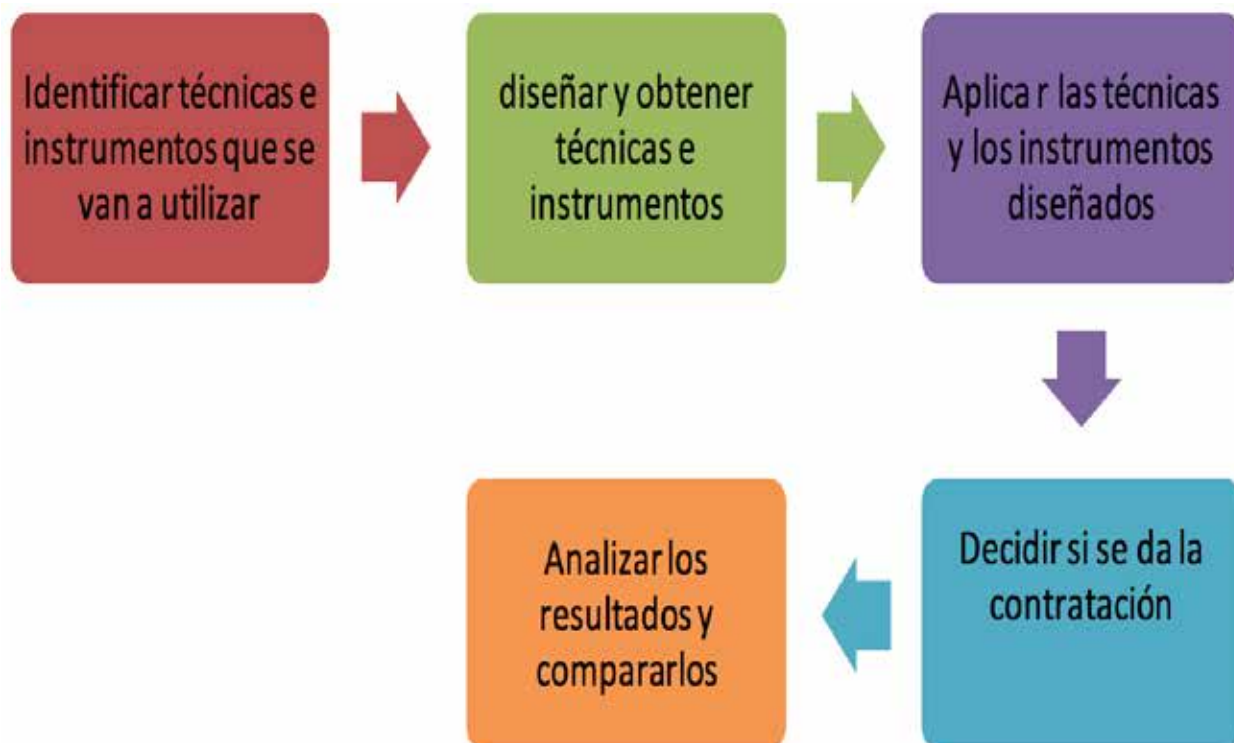 Identificar técnicas e
instrumentos que se
van a utilizar
diseñar y obtener
técnicas e
instrumentos
Aplica r las técnicas
y los instrumentos
diseñados
Decidir si se da la
contratación
Analizar los
resultados y
compararlos